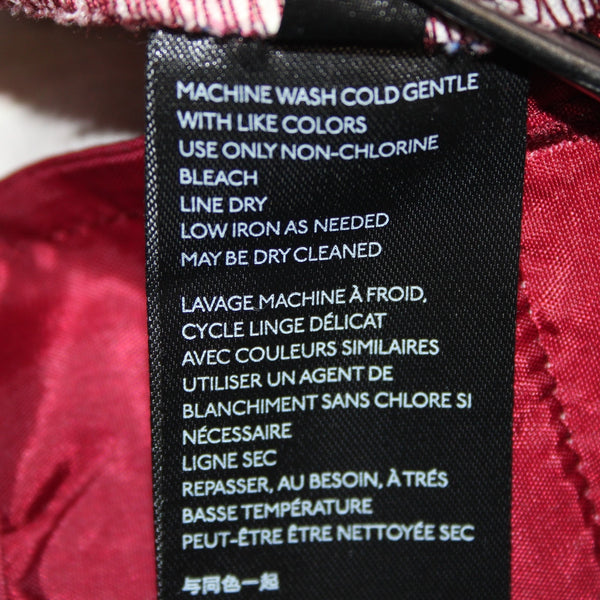 MACHINE WASH COLD GENTLE
WITH LIKE COLORS
USE ONLY NON-CHLORINE
BLEACH
LINE DRY
LOW IRON AS NEEDED
MAY BE DRY CLEANED
LAVAGE MACHINE À FROID,
CYCLE LINGE DÉLICAT
AVEC COULEURS SIMILAIRES
UTILISER UN AGENT DE
BLANCHIMENT SANS CHLORE SI
NÉCESSAIRE
LIGNE SEC
REPASSER, AU BESOIN, À TRÉS
BASSE TEMPÉRATURE
PEUT-ÊTRE ÊTRE NETTOYÉE SEC
与同色一起